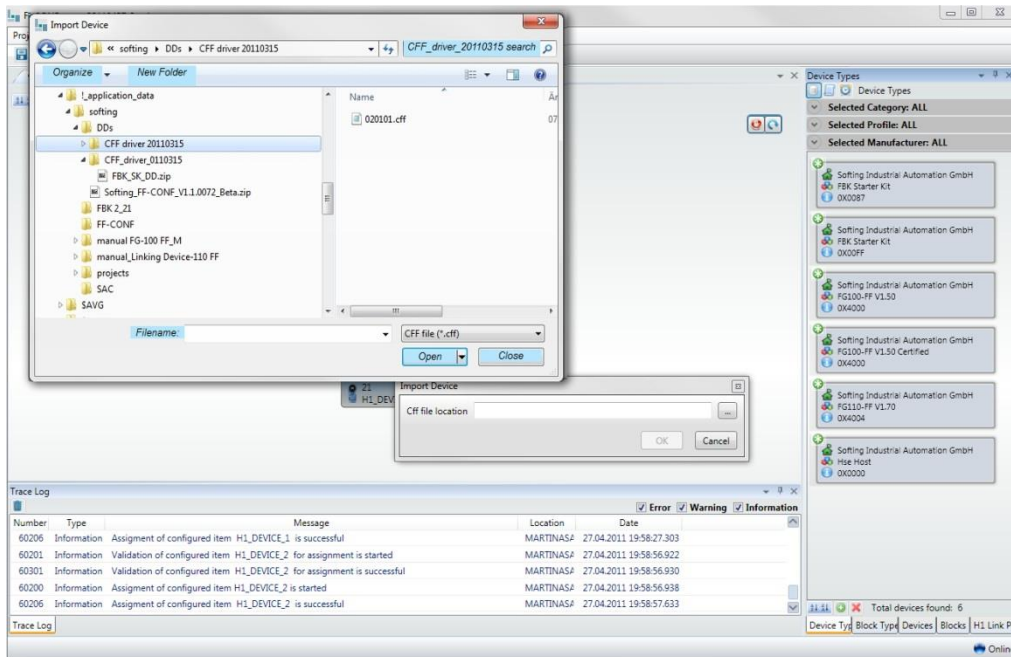 Import Device
« softing ▸ DDs ▸ CFF driver 20110315
CFF_driver_20110315 search
Organize
New Folder
!_application_data
softing
DDs
CFF driver 20110315
CFF_driver_0110315
FBK_SK_DD.zip
Softing_FF-CONF_V1.1.0072_Beta.zip
FBK 2_21
FF-CONF
manual FG-100 FF_M
manual_Linking Device-110 FF
projects
SAC
$AVG
Name
020101.cff
07
Filename:
CFF file (*.cff)
Open
Close
21
H1_DEV
Import Device
Cff file location
...
OK
Cancel
Device Types
Device Types
Selected Category: ALL
Selected Profile: ALL
Selected Manufacturer: ALL
Softing Industrial Automation GmbH
FBK Starter Kit
0X0087
Softing Industrial Automation GmbH
FBK Starter Kit
0X00FF
Softing Industrial Automation GmbH
FG100-FF V1.50
0X4000
Softing Industrial Automation GmbH
FG100-FF V1.50 Certified
0X4000
Softing Industrial Automation GmbH
FG110-FF V1.70
0X4004
Softing Industrial Automation GmbH
Hse Host
0X0000
Total devices found: 6
Device Typ Block Type Devices Blocks H1 Link P
Trace Log
Error Warning Information
Number Type Message Location Date
60206 Information Assigment of configured item H1_DEVICE_1 is successful MARTINASA 27.04.2011 19:58:27.303
60201 Information Validation of configured item H1_DEVICE_2 for assignment is started MARTINASA 27.04.2011 19:58:56.922
60301 Information Validation of configured item H1_DEVICE_2 for assigment is successful MARTINASA 27.04.2011 19:58:56.930
60200 Information Assigment of configured item H1_DEVICE_2 is started MARTINASA 27.04.2011 19:58:56.938
60206 Information Assigment of configured item H1_DEVICE_2 is successful MARTINASA 27.04.2011 19:58:57.633
Trace Log
Onlin